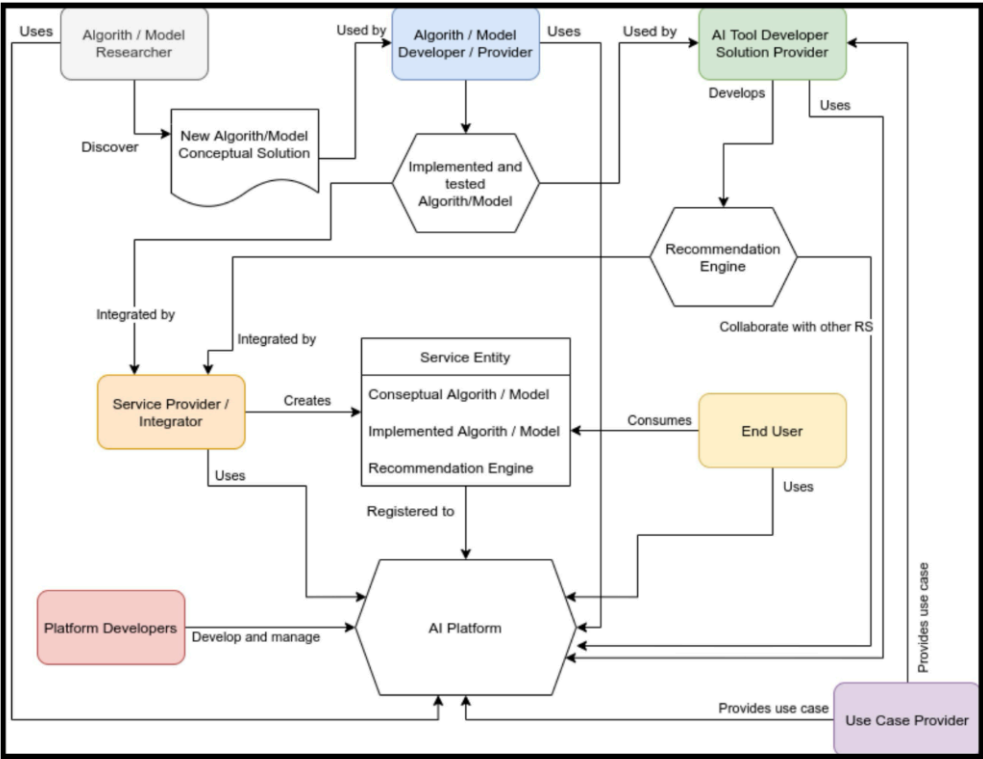 Uses
Algorith / Model
Researcher
Used by
Algorith / Model
Developer / Provider
Uses
Used by
AI Tool Developer
Solution Provider
Develops
Uses
Discover
New Algorith/Model
Conceptual Solution
Implemented and
tested
Algorith/Model
Recommendation
Engine
Integrated by
Integrated by
Collaborate with other RS
Service Provider /
Integrator
Creates
Service Entity
Conseptual Algorith / Model
Implemented Algorith / Model
Recommendation Engine
Consumes
End User
Uses
Registered to
Uses
Platform Developers
Develop and manage
AI Platform
Provides use case
Provides use case
Use Case Provider